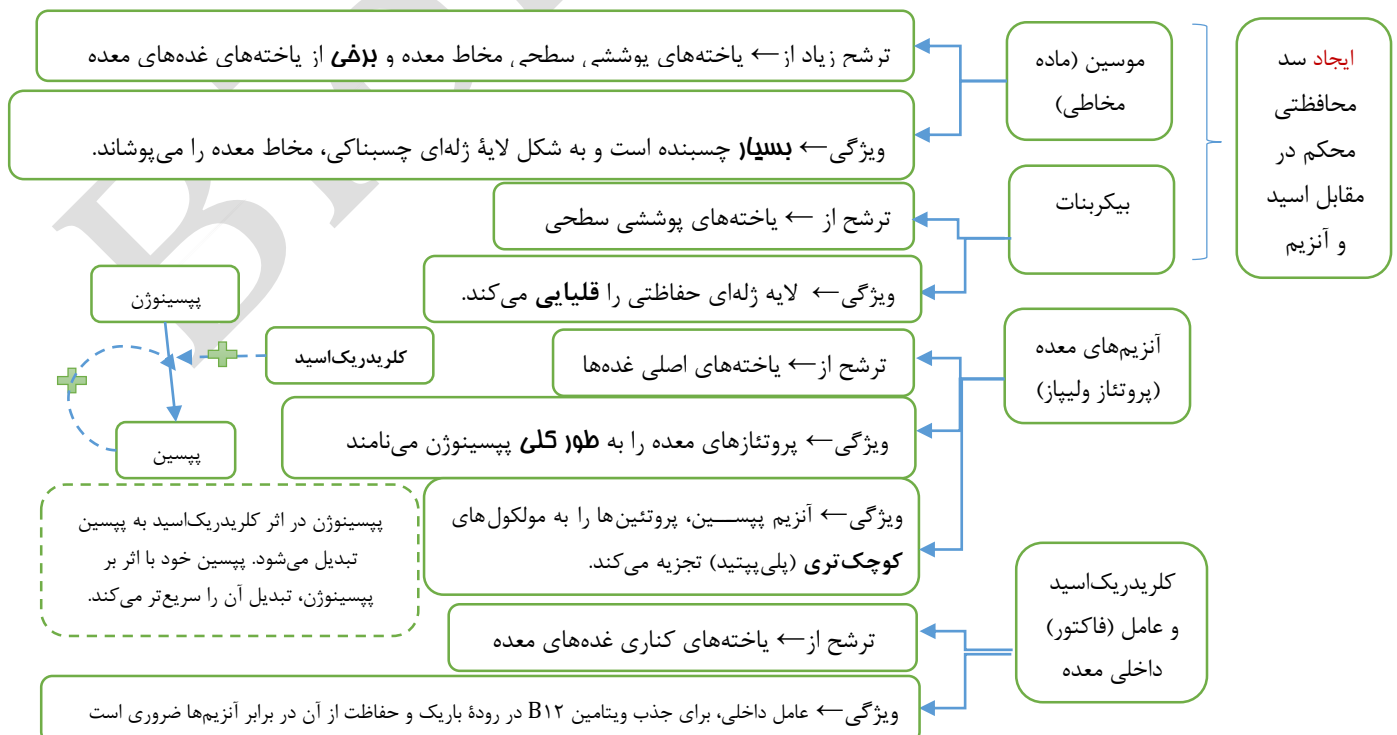 ایجاد سد
محافظتی
محکم در
مقابل اسید
و آنزیم
موسین (ماده
مخاطی)
ترشح زیاد از ← یاخته‌های پوششی سطحی مخاط معده و برخی از یاخته‌های غده‌های معده
ویژگی ← بسیار چسبنده است و به شکل لایهٔ ژله‌ای چسبناکی، مخاط معده را می‌پوشاند.
بیکربنات
ترشح از ← یاخته‌های پوششی سطحی
ویژگی ← لایه ژله‌ای حفاظتی را قلیایی می‌کند.
آنزیم‌های معده
(پروتئاز ولیپاز)
ترشح از ← یاخته‌های اصلی غده‌ها
ویژگی ← پروتئازهای معده را به طور کلی پپسینوژن می‌نامند
ویژگی ← آنزیم پپســین، پروتئین‌ها را به مولکول‌های
کوچک‌تری (پلی‌پپتید) تجزیه می‌کند.
پپسینوژن
کلریدریک‌اسید
پپسین
پپسینوژن در اثر کلریدریک‌اسید به پپسین
تبدیل می‌شود. پپسین خود با اثر بر
پپسینوژن، تبدیل آن را سریع‌تر می‌کند.
کلریدریک‌اسید
و عامل (فاکتور)
داخلی معده
ترشح از ← یاخته‌های کناری غده‌های معده
ویژگی ← عامل داخلی، برای جذب ویتامین B۱۲ در رودهٔ باریک و حفاظت از آن در برابر آنزیم‌ها ضروری است